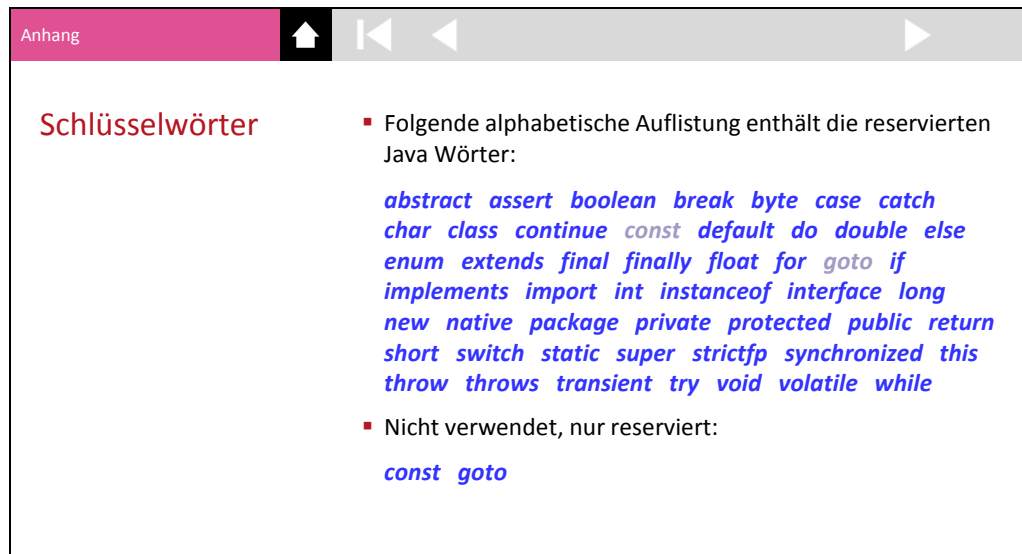 Anhang
Schlüsselwörter
Folgende alphabetische Auflistung enthält die reservierten
Java Wörter:
abstract assert boolean break byte case catch
char class continue const default do double else
enum extends final finally float for goto if
implements import int instanceof interface long
new native package private protected public return
short switch static super strictfp synchronized this
throw throws transient try void volatile while
Nicht verwendet, nur reserviert:
const goto